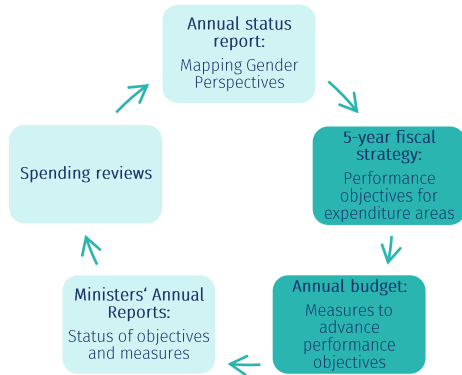 Annual status
report:
Mapping Gender
Perspectives
5-year fiscal
strategy:
Performance
objectives for
expenditure areas
Annual budget:
Measures to
advance
performance
objectives
Ministers‘ Annual
Reports:
Status of objectives
and measures
Spending reviews